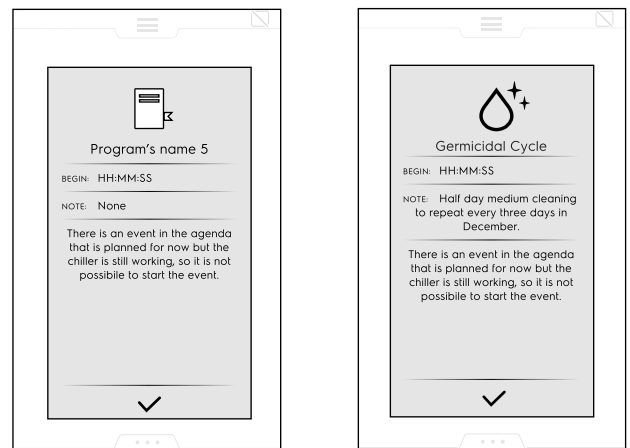 Program's name 5
BEGIN: HH:MM:SS
NOTE: None
There is an event in the agenda
that is planned for now but the
chiller is still working, so it is not
possibile to start the event.
Germicidal Cycle
BEGIN: HH:MM:SS
NOTE: Half day medium cleaning
to repeat every three days in
December.
There is an event in the agenda
that is planned for now but the
chiller is still working, so it is not
possibile to start the event.